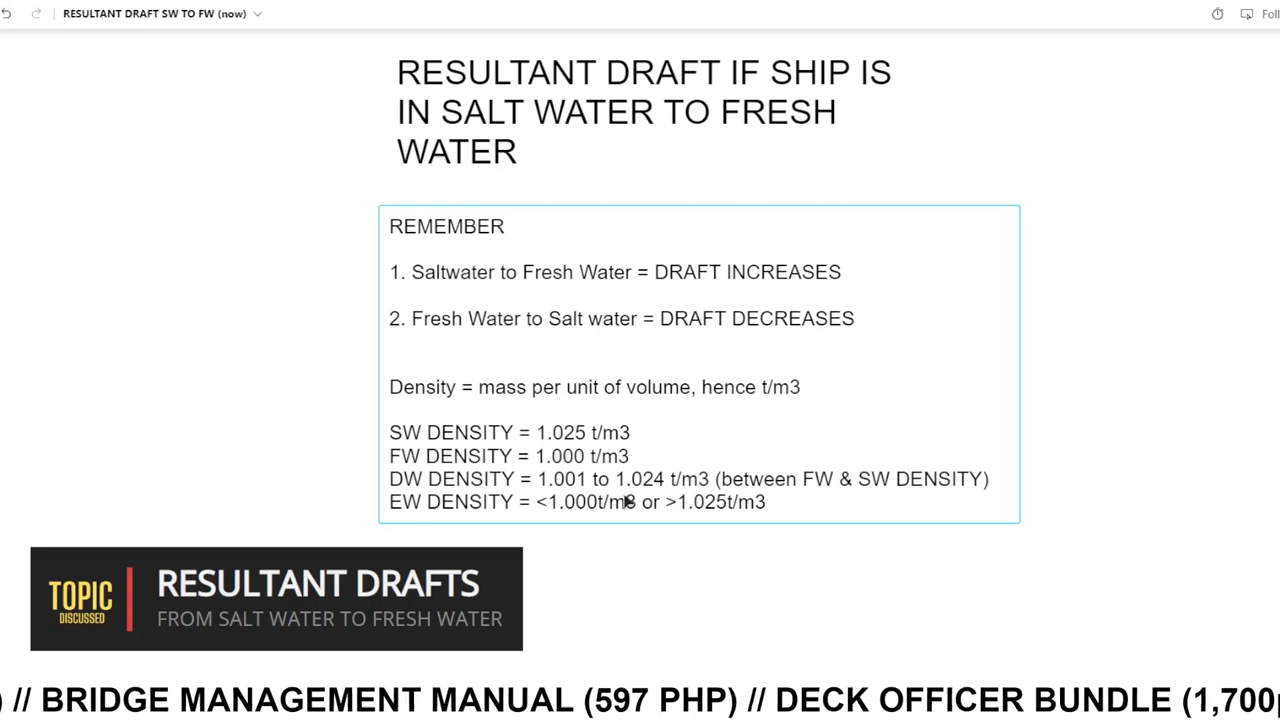 RESULTANT DRAFT SW TO FW (now)
Foll
RESULTANT DRAFT IF SHIP IS
IN SALT WATER TO FRESH
WATER
REMEMBER
1. Saltwater to Fresh Water = DRAFT INCREASES
2. Fresh Water to Salt water = DRAFT DECREASES
Density = mass per unit of volume, hence t/m3
SW DENSITY = 1.025 t/m3
FW DENSITY = 1.000 t/m3
DW DENSITY = 1.001 to 1.024 t/m3 (between FW & SW DENSITY)
EW DENSITY = <1.000t/m3 or >1.025t/m3
TOPIC
DISCUSSED
RESULTANT DRAFTS
FROM SALT WATER TO FRESH WATER
) // BRIDGE MANAGEMENT MANUAL (597 PHP) // DECK OFFICER BUNDLE (1,700p